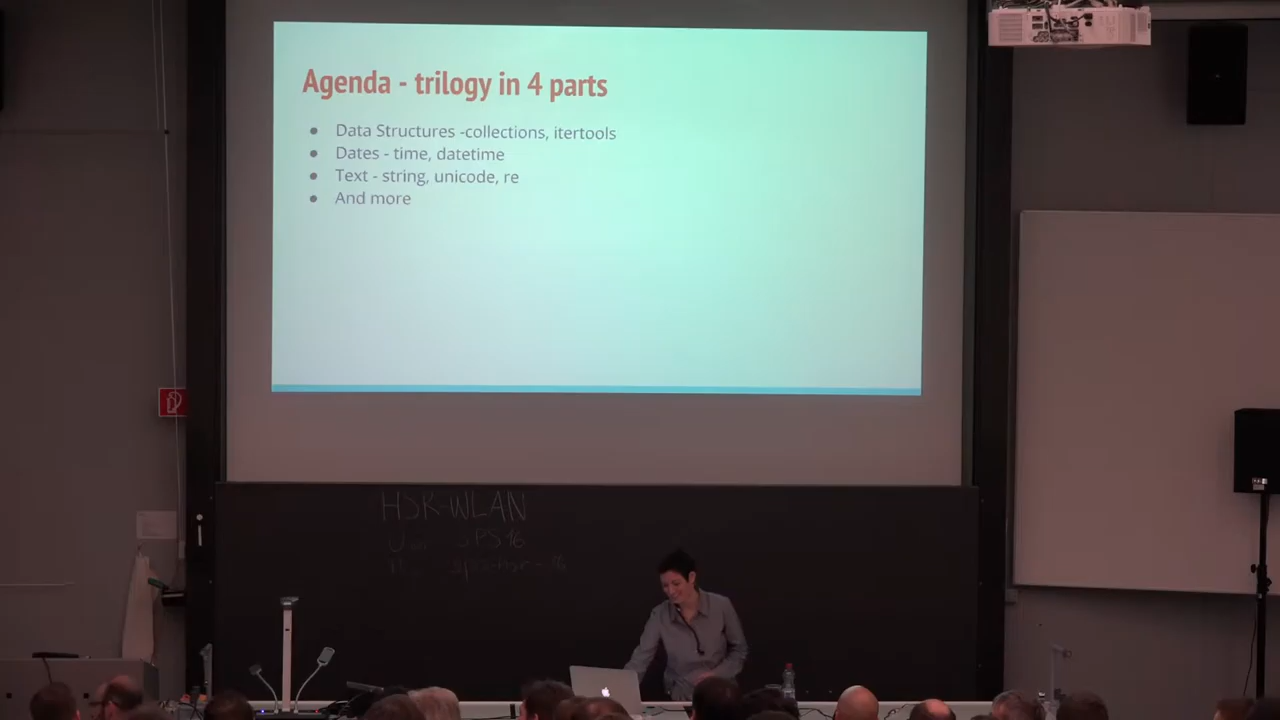 Agenda - trilogy in 4 parts
● Data Structures -collections, itertools
● Dates - time, datetime
● Text - string, unicode, re
● And more
HSR-WLAN